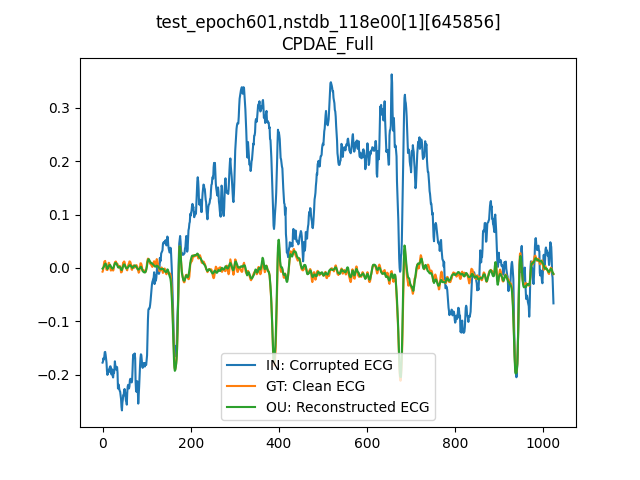 test_epoch601,nstdb_118e00[1][645856]
CPDAE_Full
0.3
0.2
0.1
0.0
−0.1
−0.2
IN: Corrupted ECG
GT: Clean ECG
OU: Reconstructed ECG
0 200 400 600 800 1000